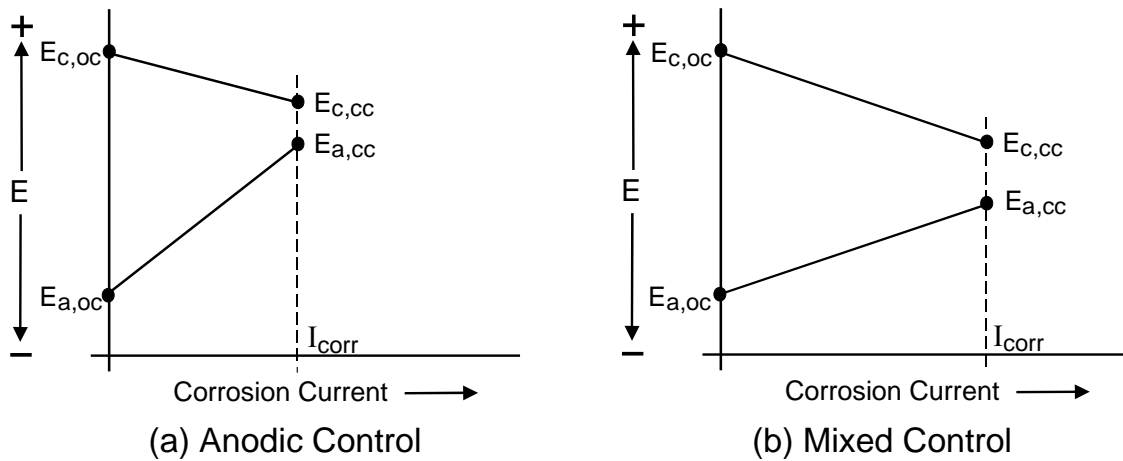 +
E_c,oc
E_c,cc
E_a,cc
E
E_a,oc
–
I_corr
Corrosion Current
(a) Anodic Control
+
E_c,oc
E_c,cc
E
E_a,cc
E_a,oc
–
I_corr
Corrosion Current
(b) Mixed Control